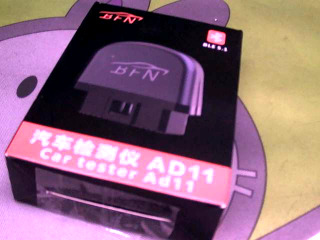 BFN
BLE 5.1
BFN
汽车检测仪 AD11
Car tester Ad11